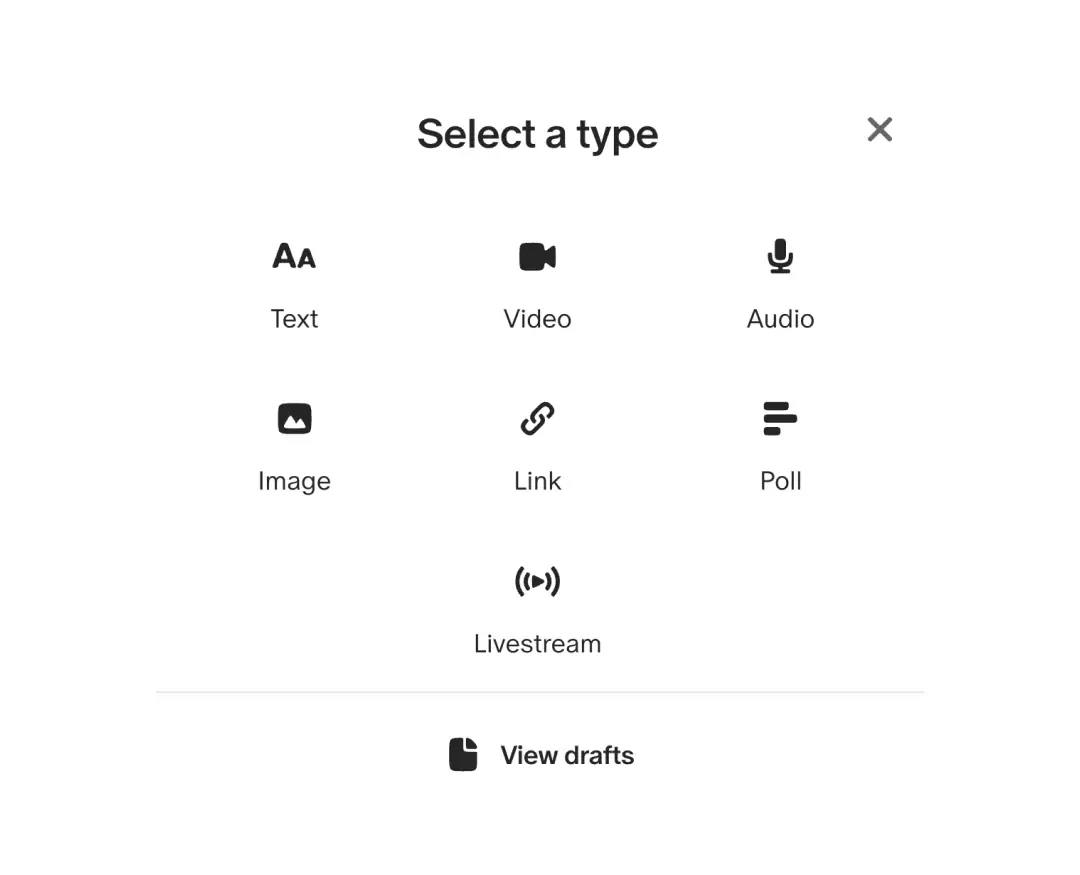 Select a type
Text
Video
Audio
Image
Link
Poll
Livestream
View drafts